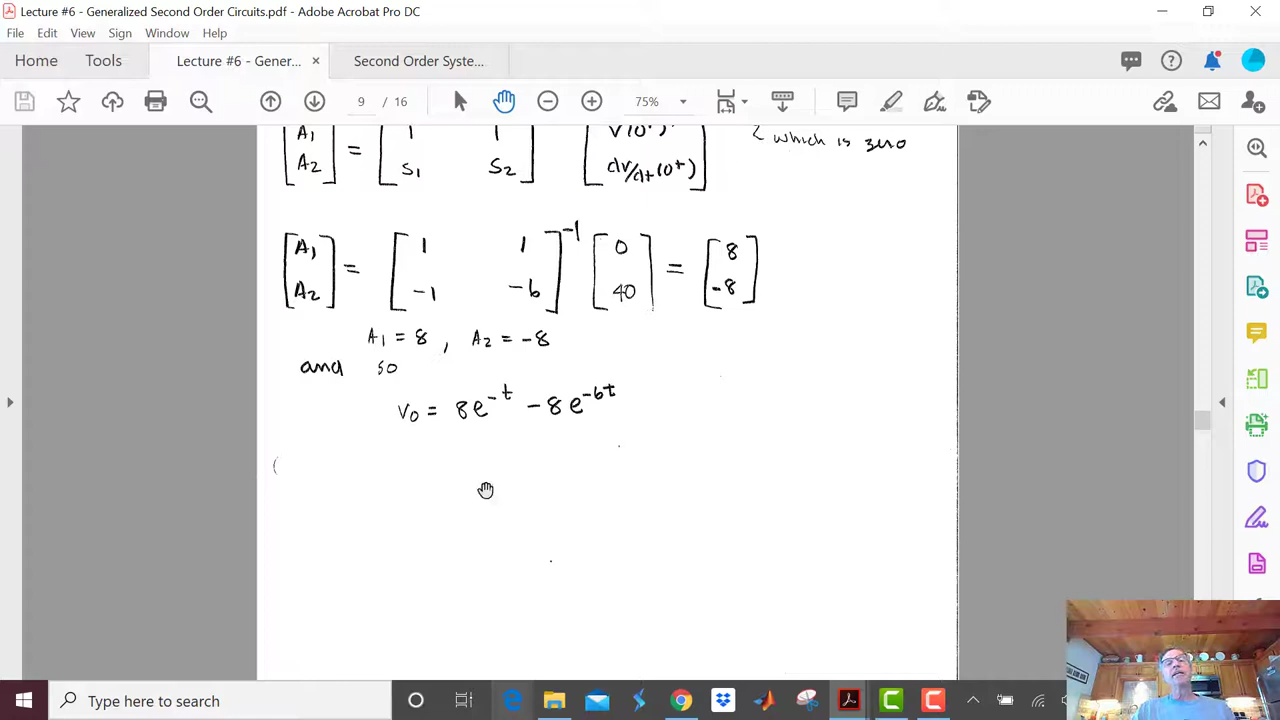 Lecture #6 - Generalized Second Order Circuits.pdf - Adobe Acrobat Pro DC
File Edit View Sign Window Help
Home Tools Lecture #6 - Gener... × Second Order Syste...
9 / 16 75%
[A1 A2] = [1 1 S1 S2] [V(0+) dV/dt(0+)] which is zero
[A1 A2] = [1 1 -1 -6]^-1 [0 40] = [8 -8]
A1 = 8 , A2 = -8
and so
V0 = 8e^-t - 8e^-6t
Type here to search